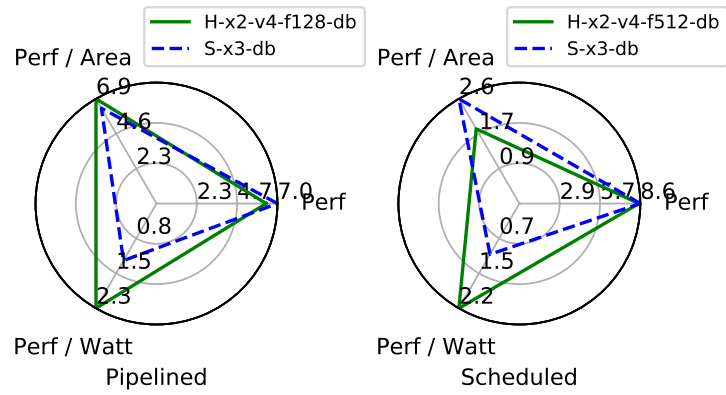 H-x2-v4-f128-db
S-x3-db
Perf / Area
6.9
4.6
2.3
2.3
4.7
7.0
Perf
0.8
1.5
2.3
Perf / Watt
Pipelined
H-x2-v4-f512-db
S-x3-db
Perf / Area
2.6
1.7
0.9
2.9
5.7
8.6
Perf
0.7
1.5
2.2
Perf / Watt
Scheduled